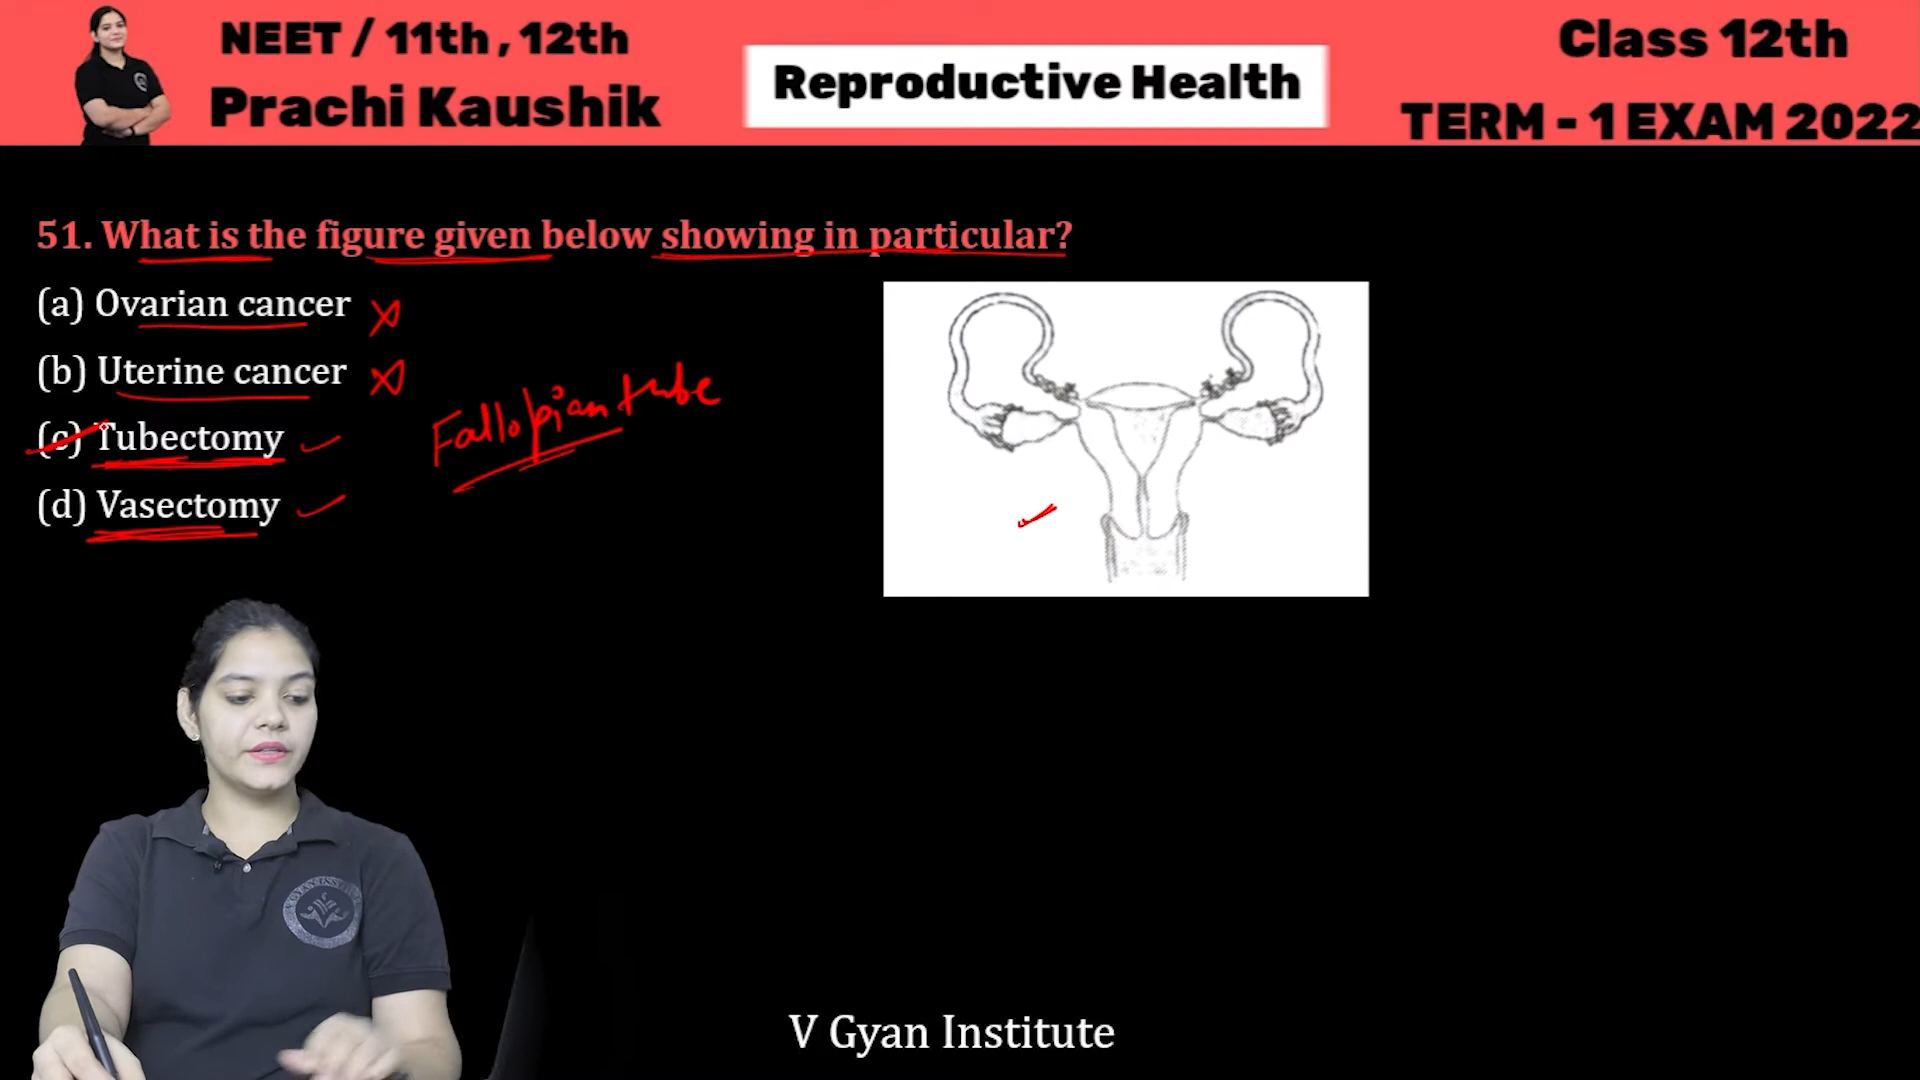 NEET / 11th , 12th
Prachi Kaushik
Reproductive Health
Class 12th
TERM - 1 EXAM 2022
51. What is the figure given below showing in particular?
(a) Ovarian cancer
(b) Uterine cancer
(c) Tubectomy
(d) Vasectomy
Fallopian tube
V Gyan Institute